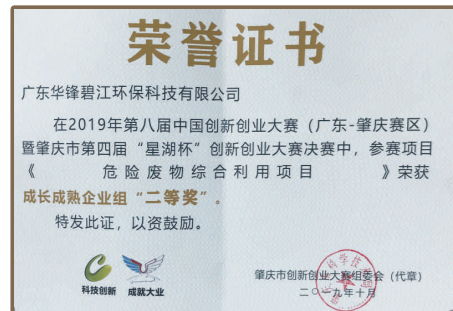 荣誉证书
广东华锋碧江环保科技有限公司
在2019年第八届中国创新创业大赛（广东-肇庆赛区）
暨肇庆市第四届“星湖杯”创新创业大赛决赛中，参赛项目
《 危险废物综合利用项目 》荣获
成长成熟企业组“二等奖”。
特发此证，以资鼓励。
科技创新 成就大业
肇庆市创新创业大赛组委会（代章）
二〇一九年十月